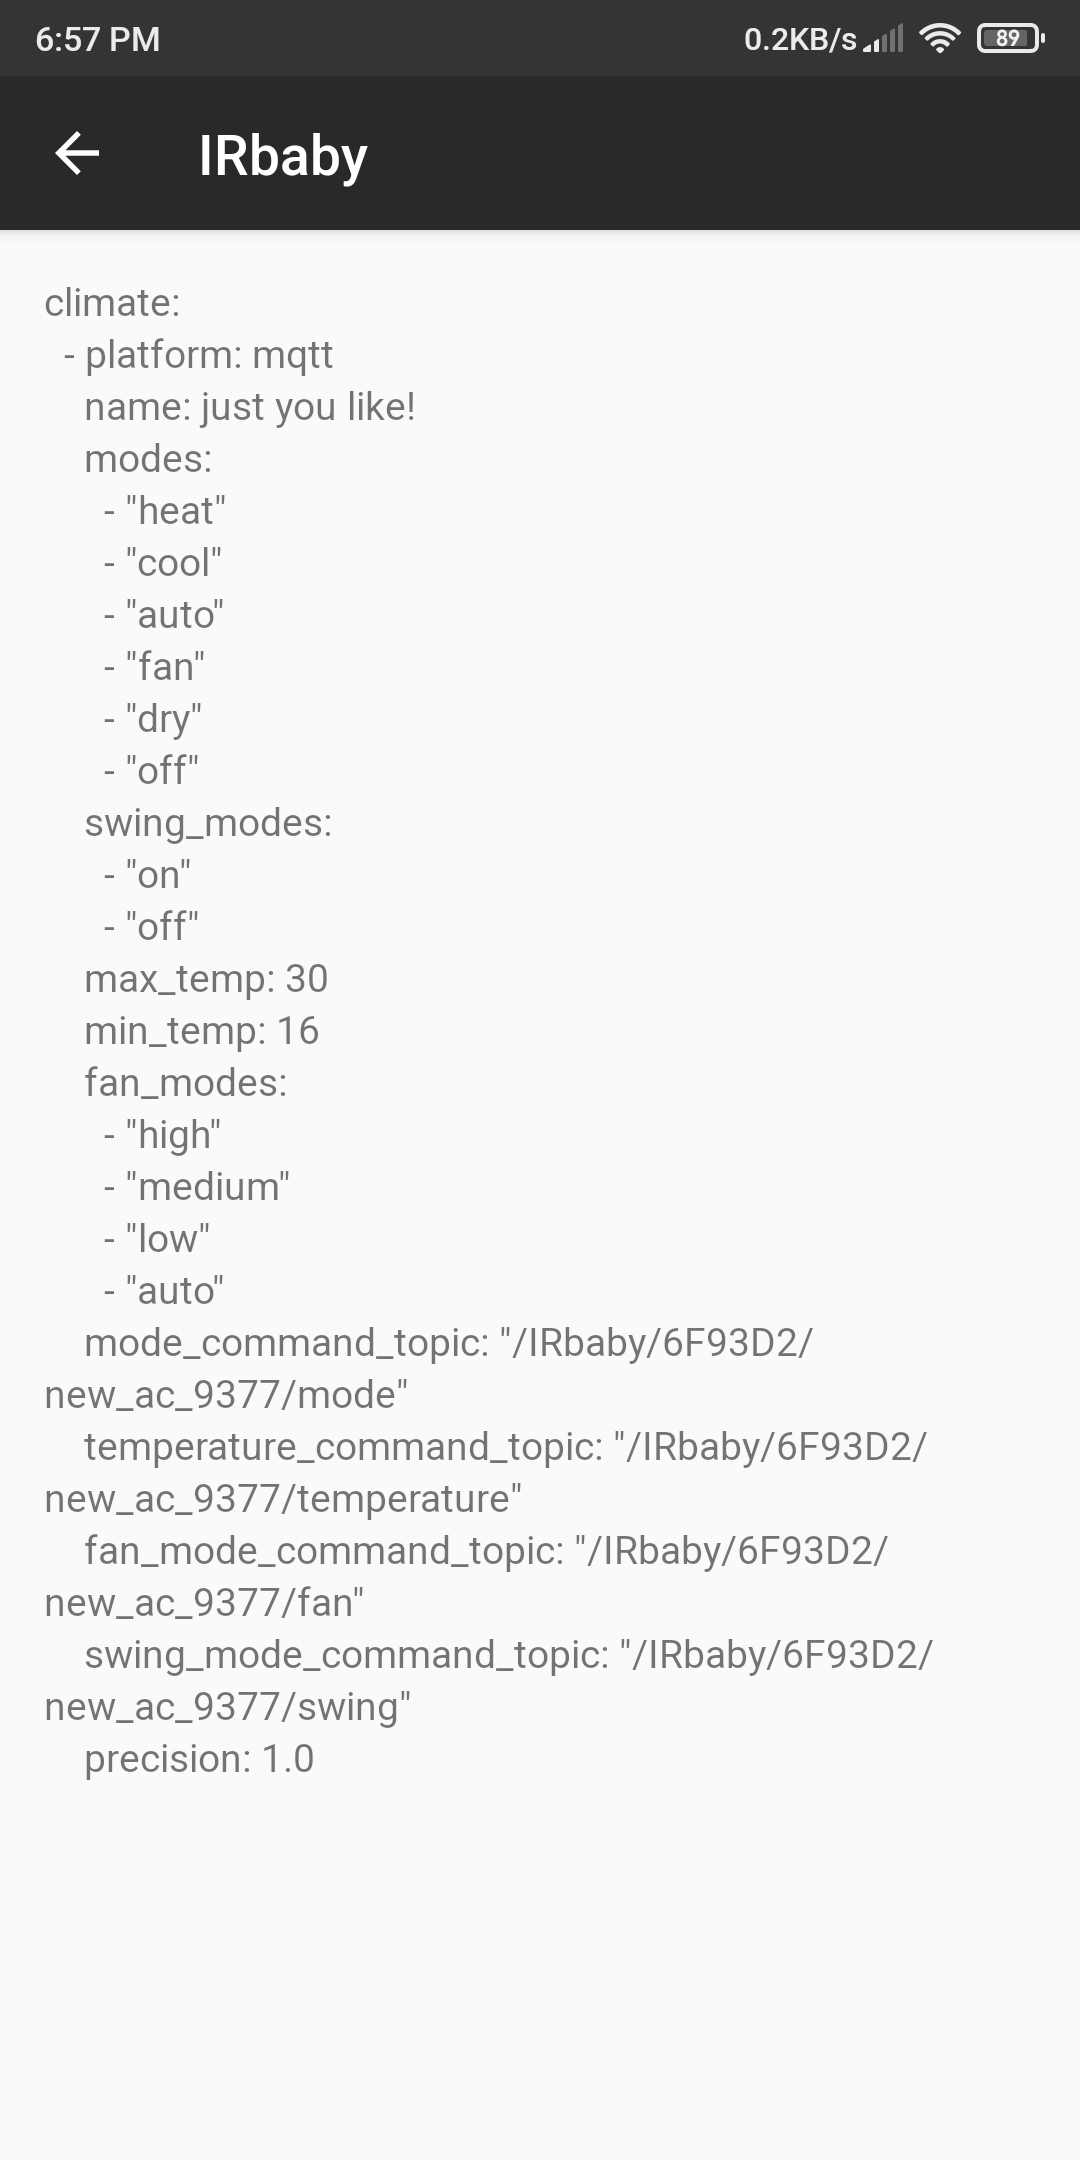 6:57 PM
0.2KB/s
89
IRbaby
climate:
  - platform: mqtt
    name: just you like!
    modes:
      - "heat"
      - "cool"
      - "auto"
      - "fan"
      - "dry"
      - "off"
    swing_modes:
      - "on"
      - "off"
    max_temp: 30
    min_temp: 16
    fan_modes:
      - "high"
      - "medium"
      - "low"
      - "auto"
    mode_command_topic: "/IRbaby/6F93D2/
new_ac_9377/mode"
    temperature_command_topic: "/IRbaby/6F93D2/
new_ac_9377/temperature"
    fan_mode_command_topic: "/IRbaby/6F93D2/
new_ac_9377/fan"
    swing_mode_command_topic: "/IRbaby/6F93D2/
new_ac_9377/swing"
    precision: 1.0